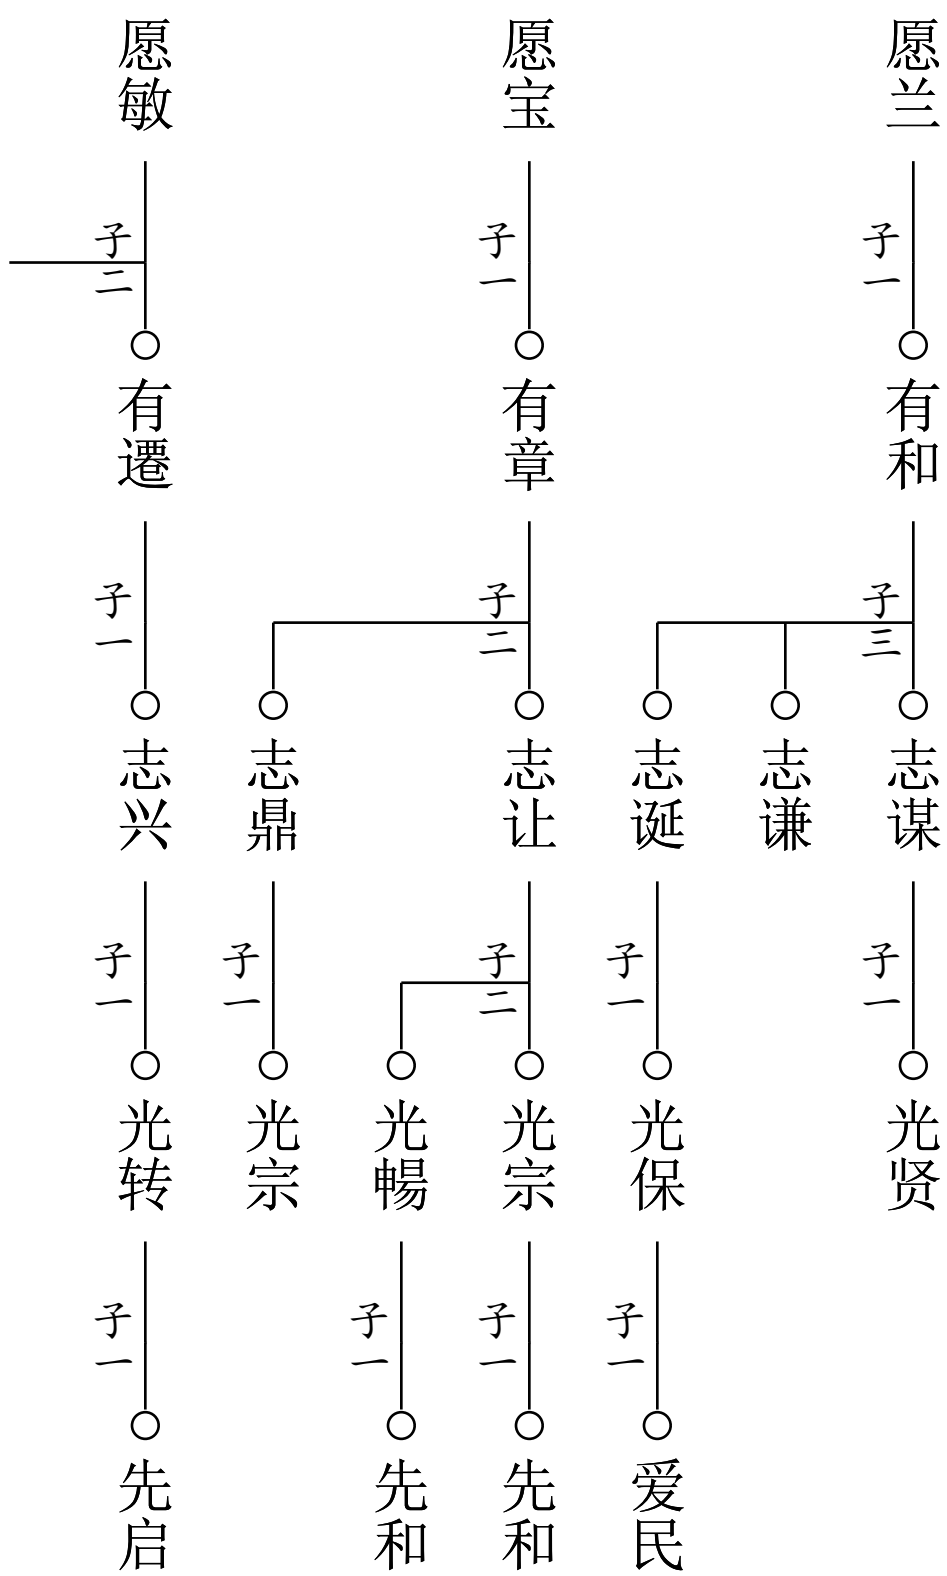 愿兰
愿宝
愿敏
子一
子一
子二
有和
有章
有遷
子三
子二
子一
志谋
志谦
志诞
志让
志鼎
志兴
子一
子一
子二
子一
子一
光贤
光保
光宗
光暢
光宗
光转
子一
子一
子一
子一
爱民
先和
先和
先启